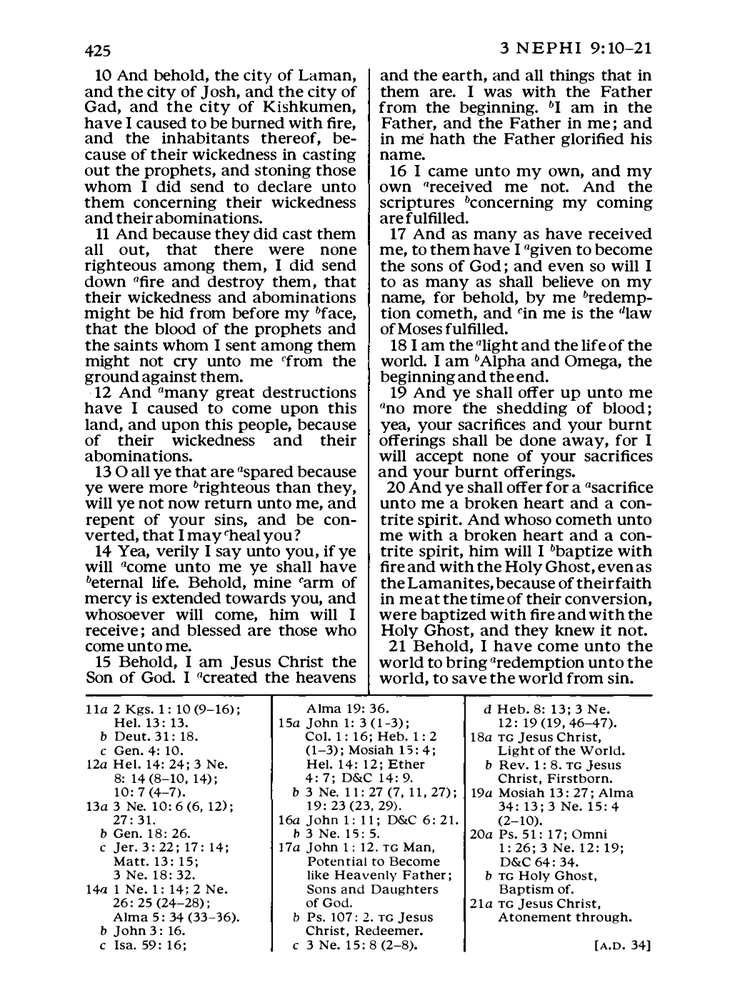 425
3 NEPHI 9:10–21
10 And behold, the city of Laman,
and the city of Josh, and the city of
Gad, and the city of Kishkumen,
have I caused to be burned with fire,
and the inhabitants thereof, be-
cause of their wickedness in casting
out the prophets, and stoning those
whom I did send to declare unto
them concerning their wickedness
and their abominations.
11 And because they did cast them
all out, that there were none
righteous among them, I did send
down afire and destroy them, that
their wickedness and abominations
might be hid from before my bface,
that the blood of the prophets and
the saints whom I sent among them
might not cry unto me cfrom the
ground against them.
12 And amany great destructions
have I caused to come upon this
land, and upon this people, because
of their wickedness and their
abominations.
13 O all ye that are aspared because
ye were more brighteous than they,
will ye not now return unto me, and
repent of your sins, and be con-
verted, that I may cheal you?
14 Yea, verily I say unto you, if ye
will acome unto me ye shall have
beternal life. Behold, mine carm of
mercy is extended towards you, and
whosoever will come, him will I
receive; and blessed are those who
come unto me.
15 Behold, I am Jesus Christ the
Son of God. I acreated the heavens
and the earth, and all things that in
them are. I was with the Father
from the beginning. bI am in the
Father, and the Father in me; and
in me hath the Father glorified his
name.
16 I came unto my own, and my
own areceived me not. And the
scriptures bconcerning my coming
are fulfilled.
17 And as many as have received
me, to them have I agiven to become
the sons of God; and even so will I
to as many as shall believe on my
name, for behold, by me bredemp-
tion cometh, and cin me is the dlaw
of Moses fulfilled.
18 I am the alight and the life of the
world. I am bAlpha and Omega, the
beginning and the end.
19 And ye shall offer up unto me
ano more the shedding of blood;
yea, your sacrifices and your burnt
offerings shall be done away, for I
will accept none of your sacrifices
and your burnt offerings.
20 And ye shall offer for a asacrifice
unto me a broken heart and a con-
trite spirit. And whoso cometh unto
me with a broken heart and a con-
trite spirit, him will I bbaptize with
fire and with the Holy Ghost, even as
the Lamanites, because of their faith
in me at the time of their conversion,
were baptized with fire and with the
Holy Ghost, and they knew it not.
21 Behold, I have come unto the
world to bring aredemption unto the
world, to save the world from sin.
11a 2 Kgs. 1: 10 (9–16);
Hel. 13: 13.
b Deut. 31: 18.
c Gen. 4: 10.
12a Hel. 14: 24; 3 Ne.
8: 14 (8–10, 14);
10: 7 (4–7).
13a 3 Ne. 10: 6 (6, 12);
27: 31.
b Gen. 18: 26.
c Jer. 3: 22; 17: 14;
Matt. 13: 15;
3 Ne. 18: 32.
14a 1 Ne. 1: 14; 2 Ne.
26: 25 (24–28);
Alma 5: 34 (33–36).
b John 3: 16.
c Isa. 59: 16;
Alma 19: 36.
15a John 1: 3 (1–3);
Col. 1: 16; Heb. 1: 2
(1–3); Mosiah 15: 4;
Hel. 14: 12; Ether
4: 7; D&C 14: 9.
b 3 Ne. 11: 27 (7, 11, 27);
19: 23 (23, 29).
16a John 1: 11; D&C 6: 21.
b 3 Ne. 15: 5.
17a John 1: 12. TG Man,
Potential to Become
like Heavenly Father;
Sons and Daughters
of God.
b Ps. 107: 2. TG Jesus
Christ, Redeemer.
c 3 Ne. 15: 8 (2–8).
d Heb. 8: 13; 3 Ne.
12: 19 (19, 46–47).
18a TG Jesus Christ,
Light of the World.
b Rev. 1: 8. TG Jesus
Christ, Firstborn.
19a Mosiah 13: 27; Alma
34: 13; 3 Ne. 15: 4
(2–10).
20a Ps. 51: 17; Omni
1: 26; 3 Ne. 12: 19;
D&C 64: 34.
b TG Holy Ghost,
Baptism of.
21a TG Jesus Christ,
Atonement through.
[A.D. 34]